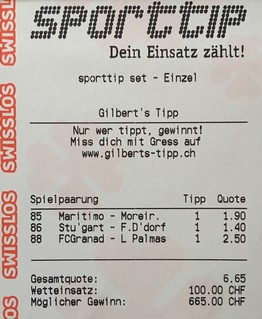 sporttip
Dein Einsatz zählt!
sporttip set - Einzel
Gilbert's Tipp
Nur wer tippt, gewinnt!
Miss dich mit Gress auf
www.gilberts-tipp.ch
Spielpaarung Tipp Quote
85 Maritimo - Moreir. 1 1.90
86 Stu'gart - F.D'dorf 1 1.40
88 FCGranad - L Palmas 1 2.50
Gesamtquote: 6.65
Wetteinsatz: 100.00 CHF
Möglicher Gewinn: 665.00 CHF
SWISSLOS
SWISSLOS
SWISSLOS